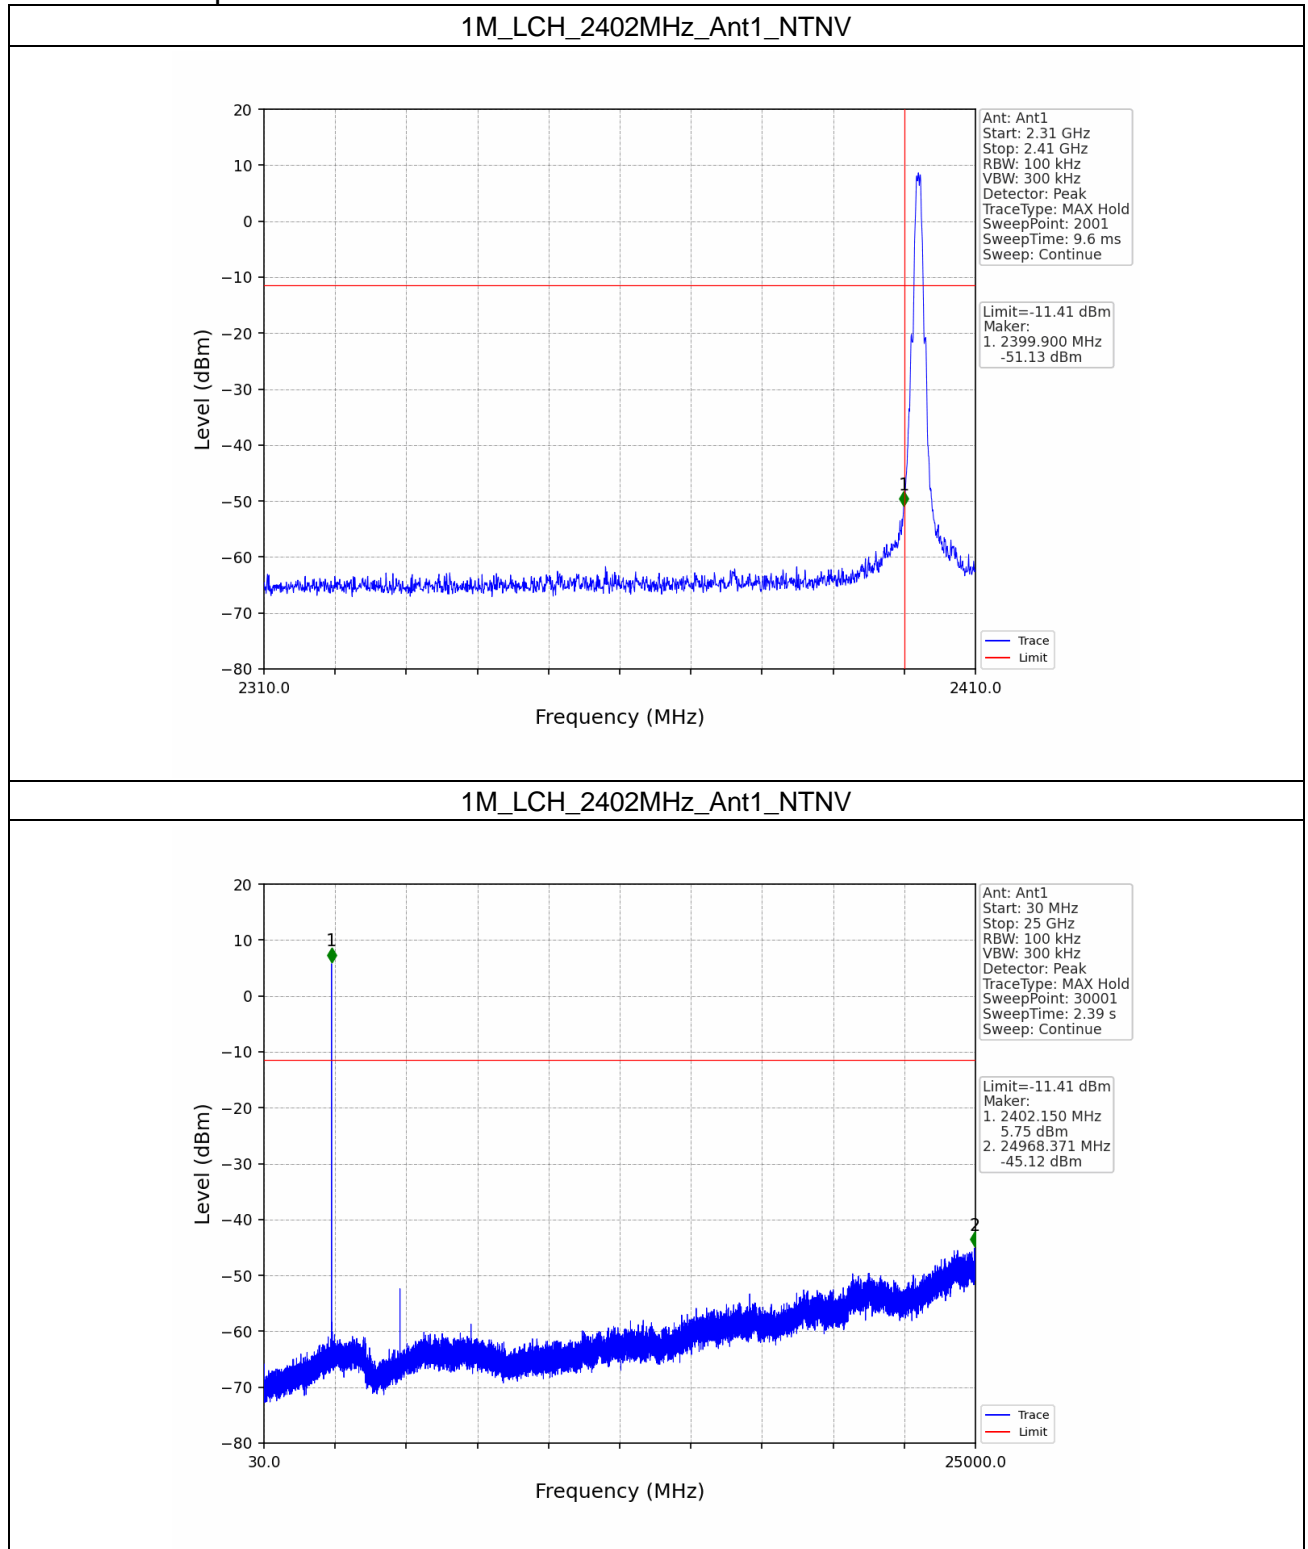 1M_LCH_2402MHz_Ant1_NTNV
20
10
0
−10
−20
−30
−40
−50
−60
−70
−80
Level (dBm)
1
2310.0
2410.0
Frequency (MHz)
Ant: Ant1
Start: 2.31 GHz
Stop: 2.41 GHz
RBW: 100 kHz
VBW: 300 kHz
Detector: Peak
TraceType: MAX Hold
SweepPoint: 2001
SweepTime: 9.6 ms
Sweep: Continue
Limit=-11.41 dBm
Maker:
1. 2399.900 MHz
-51.13 dBm
Trace
Limit
1M_LCH_2402MHz_Ant1_NTNV
20
10
0
−10
−20
−30
−40
−50
−60
−70
−80
Level (dBm)
1
2
30.0
25000.0
Frequency (MHz)
Ant: Ant1
Start: 30 MHz
Stop: 25 GHz
RBW: 100 kHz
VBW: 300 kHz
Detector: Peak
TraceType: MAX Hold
SweepPoint: 30001
SweepTime: 2.39 s
Sweep: Continue
Limit=-11.41 dBm
Maker:
1. 2402.150 MHz
5.75 dBm
2. 24968.371 MHz
-45.12 dBm
Trace
Limit